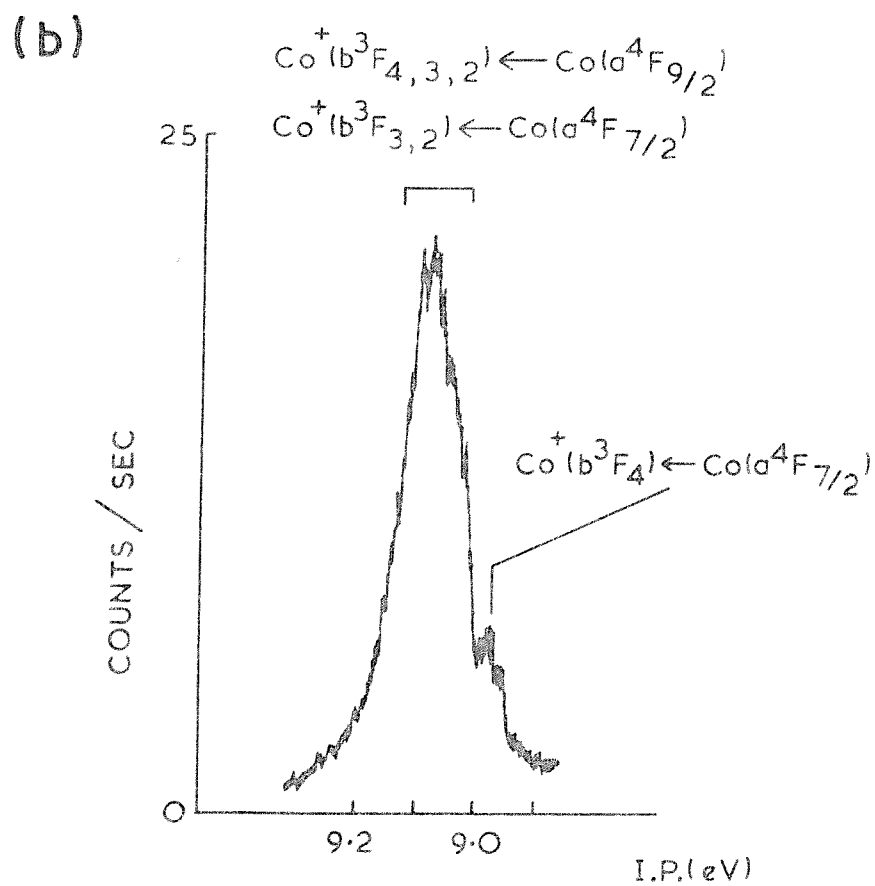 (b)
Co⁺(b³F₄,₃,₂) ← Co(a⁴F₉/₂)
Co⁺(b³F₃,₂) ← Co(a⁴F₇/₂)
25
Co⁺(b³F₄) ← Co(a⁴F₇/₂)
COUNTS / SEC
0
9·2 9·0
I.P.(eV)